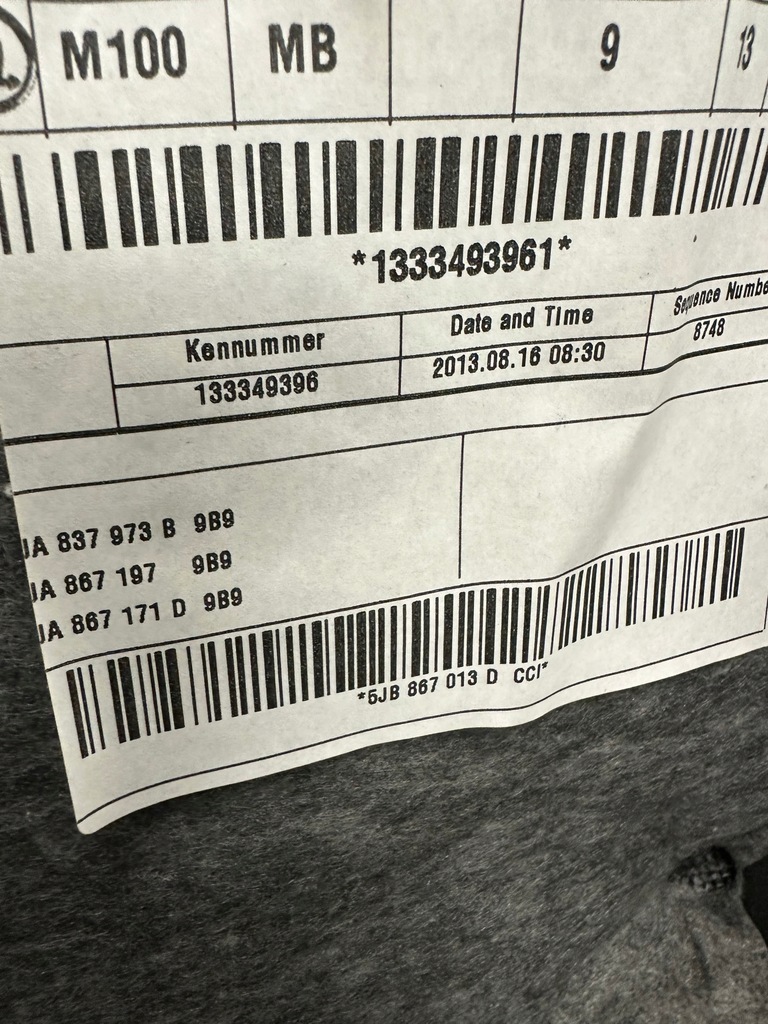 M100 MB 9 13
*1333493961*
Kennummer Date and Time Sequence Numbe
133349396 2013.08.16 08:30 8748
JA 837 973 B 9B9
JA 867 197 9B9
JA 867 171 D 9B9
*5JB 867 013 D CCI*